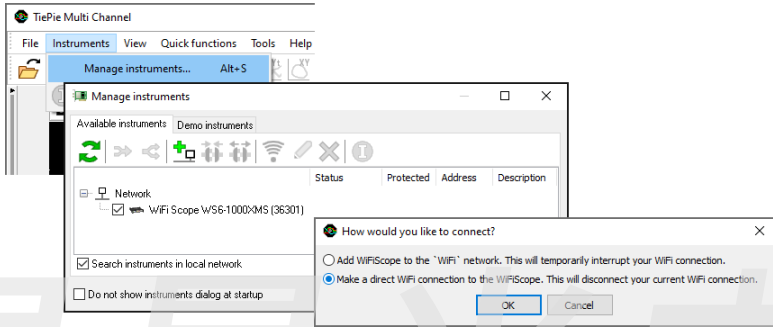 TiePie Multi Channel
File Instruments View Quick functions Tools Help
Manage instruments... Alt+S
Manage instruments
Available instruments Demo instruments
Status Protected Address Description
Network
WiFi Scope WS6-1000XMS (36301)
Search instruments in local network
Do not show instruments dialog at startup
How would you like to connect?
Add WiFiScope to the `WiFi` network. This will temporarily interrupt your WiFi connection.
Make a direct WiFi connection to the WiFiScope. This will disconnect your current WiFi connection.
OK Cancel